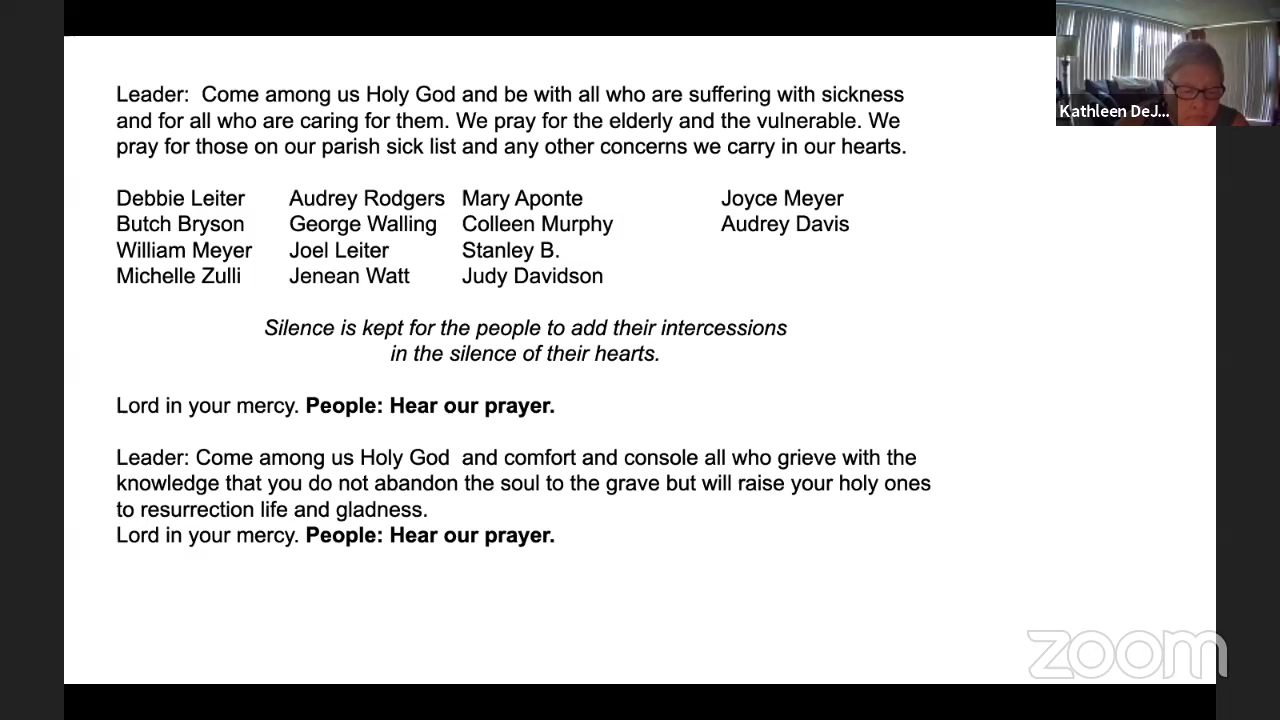 Leader:  Come among us Holy God and be with all who are suffering with sickness
and for all who are caring for them. We pray for the elderly and the vulnerable. We
pray for those on our parish sick list and any other concerns we carry in our hearts.
Debbie Leiter Audrey Rodgers Mary Aponte Joyce Meyer
Butch Bryson George Walling Colleen Murphy Audrey Davis
William Meyer Joel Leiter Stanley B.
Michelle Zulli Jenean Watt Judy Davidson
Silence is kept for the people to add their intercessions
in the silence of their hearts.
Lord in your mercy. People: Hear our prayer.
Leader: Come among us Holy God  and comfort and console all who grieve with the
knowledge that you do not abandon the soul to the grave but will raise your holy ones
to resurrection life and gladness.
Lord in your mercy. People: Hear our prayer.
Kathleen DeJ...
zoom